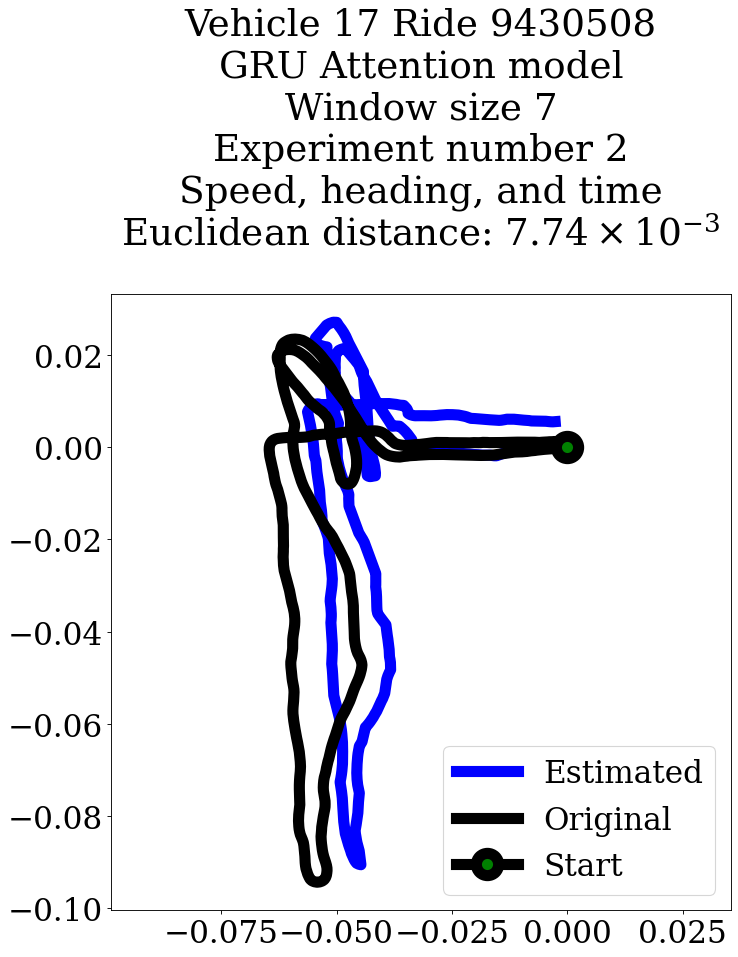 Vehicle 17 Ride 9430508
GRU Attention model
Window size 7
Experiment number 2
Speed, heading, and time
Euclidean distance: 7.74 × 10⁻³
0.02
0.00
−0.02
−0.04
−0.06
−0.08
−0.10
Estimated
Original
Start
−0.075 −0.050 −0.025 0.000 0.025